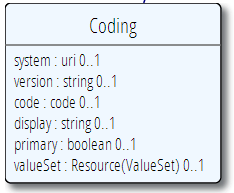 Coding
system : uri 0..1
version : string 0..1
code : code 0..1
display : string 0..1
primary : boolean 0..1
valueSet : Resource(ValueSet) 0..1